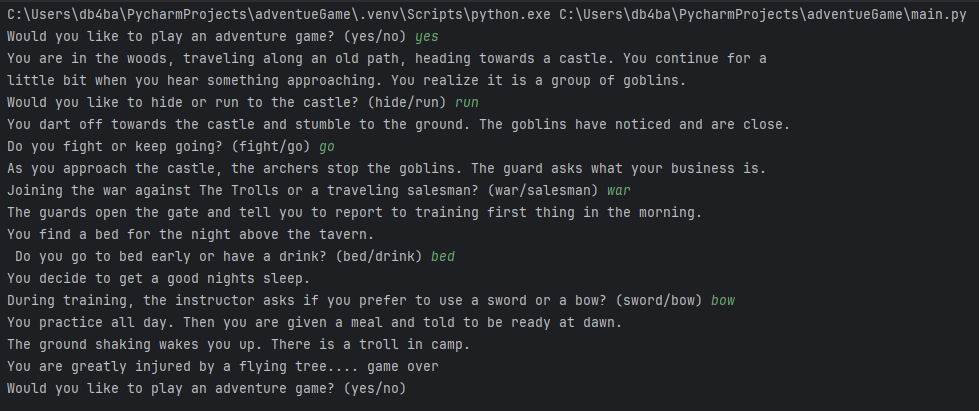 C:\Users\db4ba\PycharmProjects\adventueGame\.venv\Scripts\python.exe C:\Users\db4ba\PycharmProjects\adventueGame\main.py
Would you like to play an adventure game? (yes/no) yes
You are in the woods, traveling along an old path, heading towards a castle. You continue for a
little bit when you hear something approaching. You realize it is a group of goblins.
Would you like to hide or run to the castle? (hide/run) run
You dart off towards the castle and stumble to the ground. The goblins have noticed and are close.
Do you fight or keep going? (fight/go) go
As you approach the castle, the archers stop the goblins. The guard asks what your business is.
Joining the war against The Trolls or a traveling salesman? (war/salesman) war
The guards open the gate and tell you to report to training first thing in the morning.
You find a bed for the night above the tavern.
 Do you go to bed early or have a drink? (bed/drink) bed
You decide to get a good nights sleep.
During training, the instructor asks if you prefer to use a sword or a bow? (sword/bow) bow
You practice all day. Then you are given a meal and told to be ready at dawn.
The ground shaking wakes you up. There is a troll in camp.
You are greatly injured by a flying tree.... game over
Would you like to play an adventure game? (yes/no)